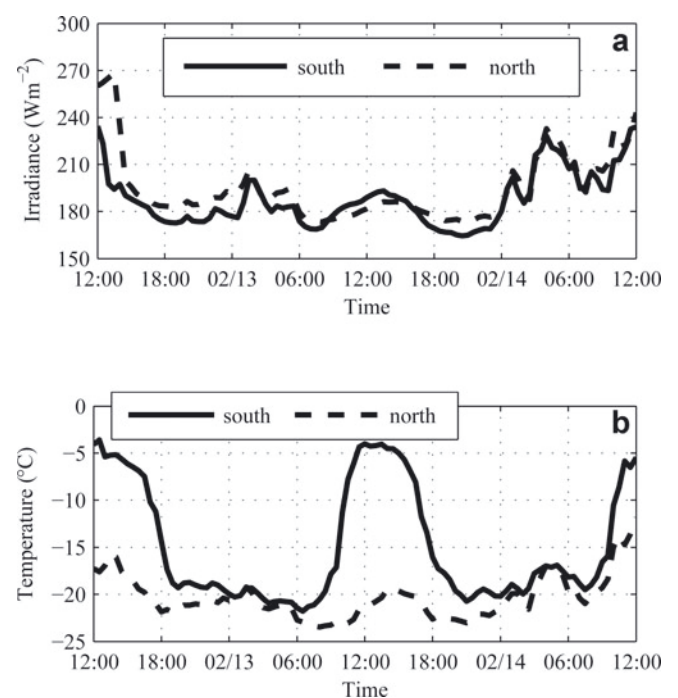 300
270
240
210
180
150
Irradiance (Wm−2)
a
south north
12:00 18:00 02/13 06:00 12:00 18:00 02/14 06:00 12:00
Time
0
−5
−10
−15
−20
−25
Temperature (°C)
b
south north
12:00 18:00 02/13 06:00 12:00 18:00 02/14 06:00 12:00
Time